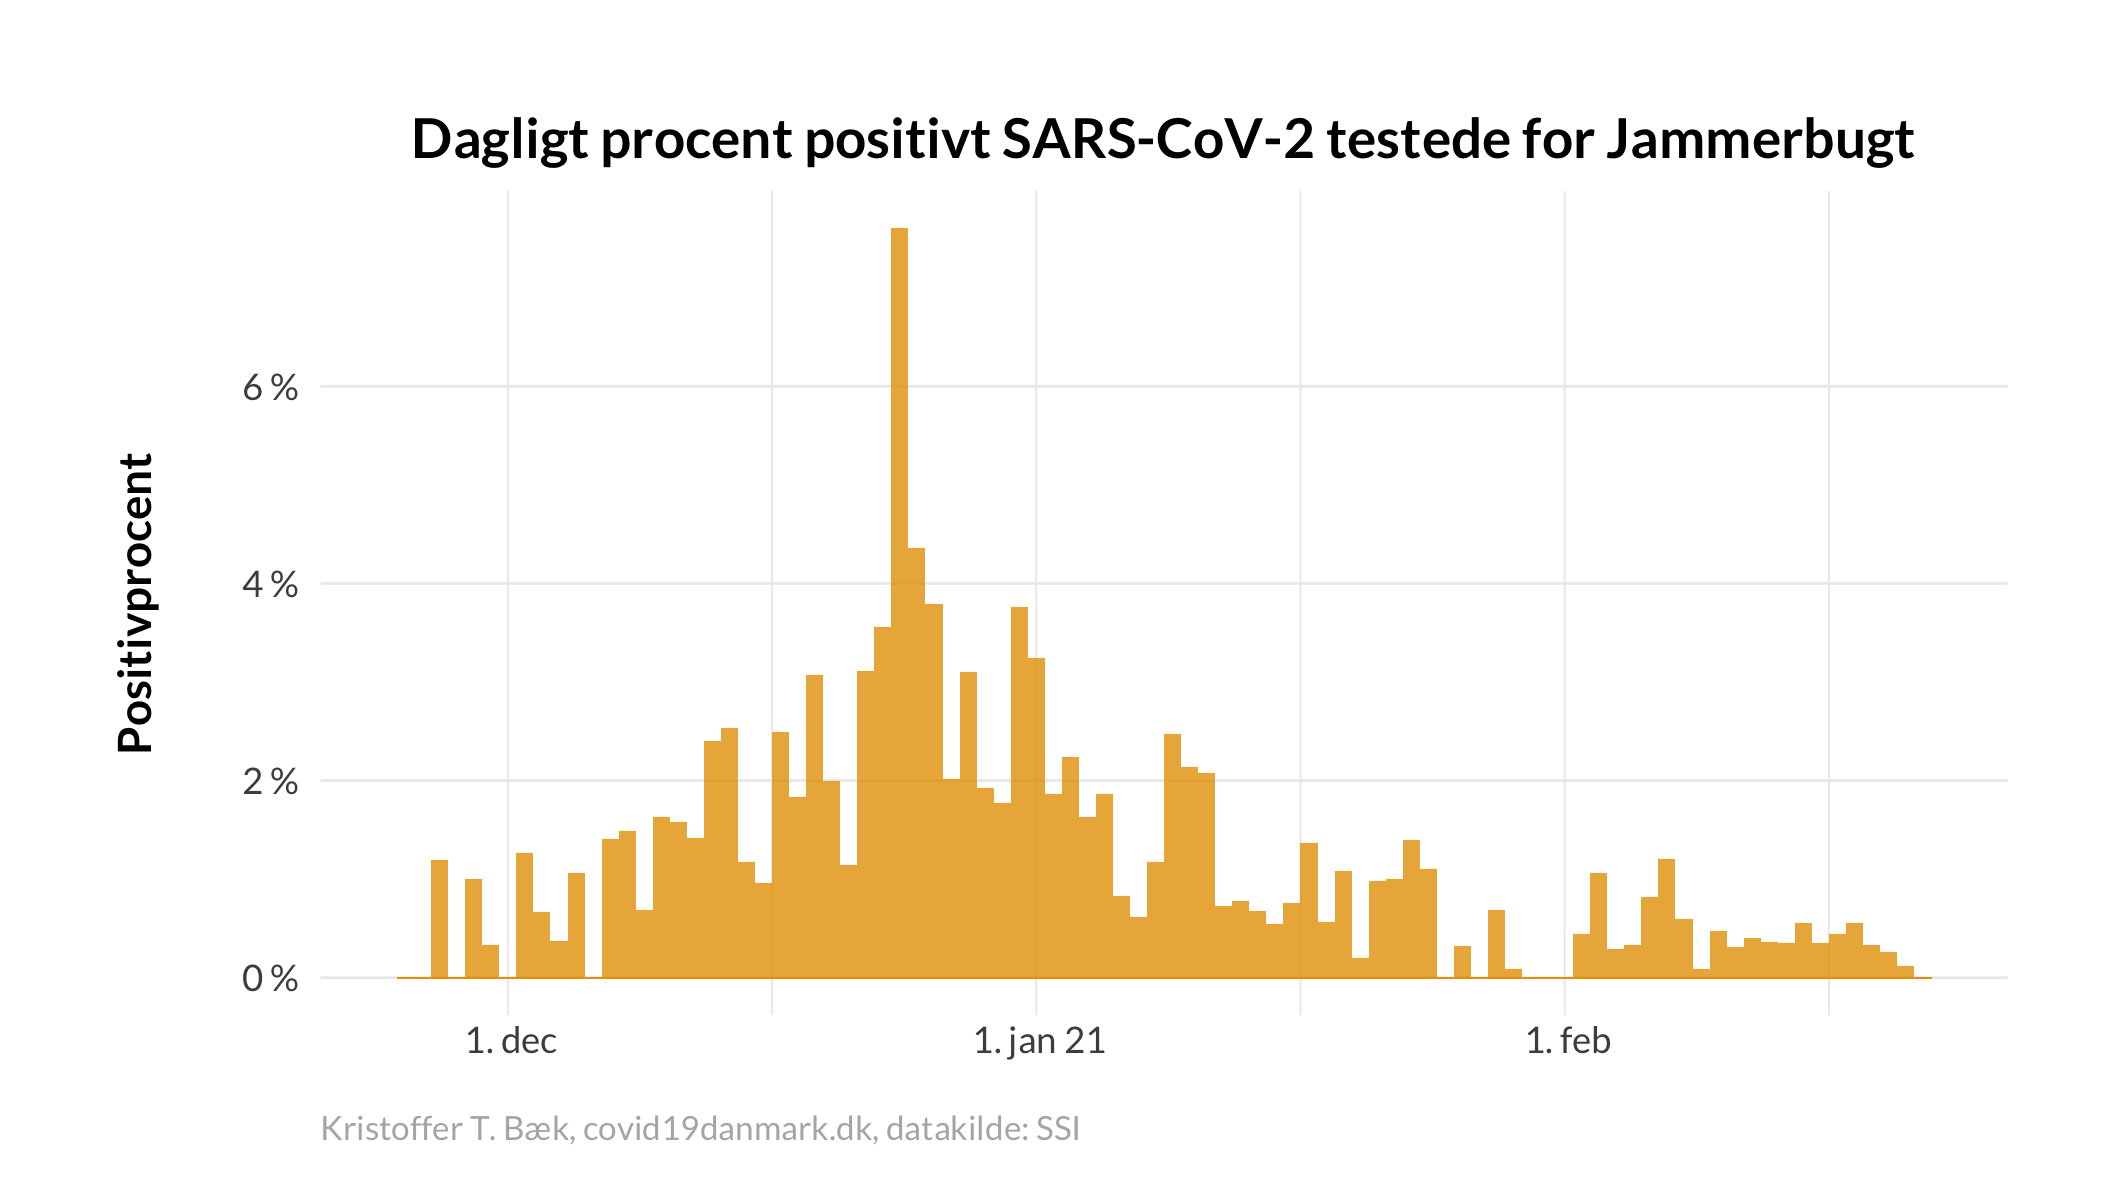 Dagligt procent positivt SARS-CoV-2 testede for Jammerbugt
Positivprocent
6 %
4 %
2 %
0 %
1. dec
1. jan 21
1. feb
Kristoffer T. Bæk, covid19danmark.dk, datakilde: SSI